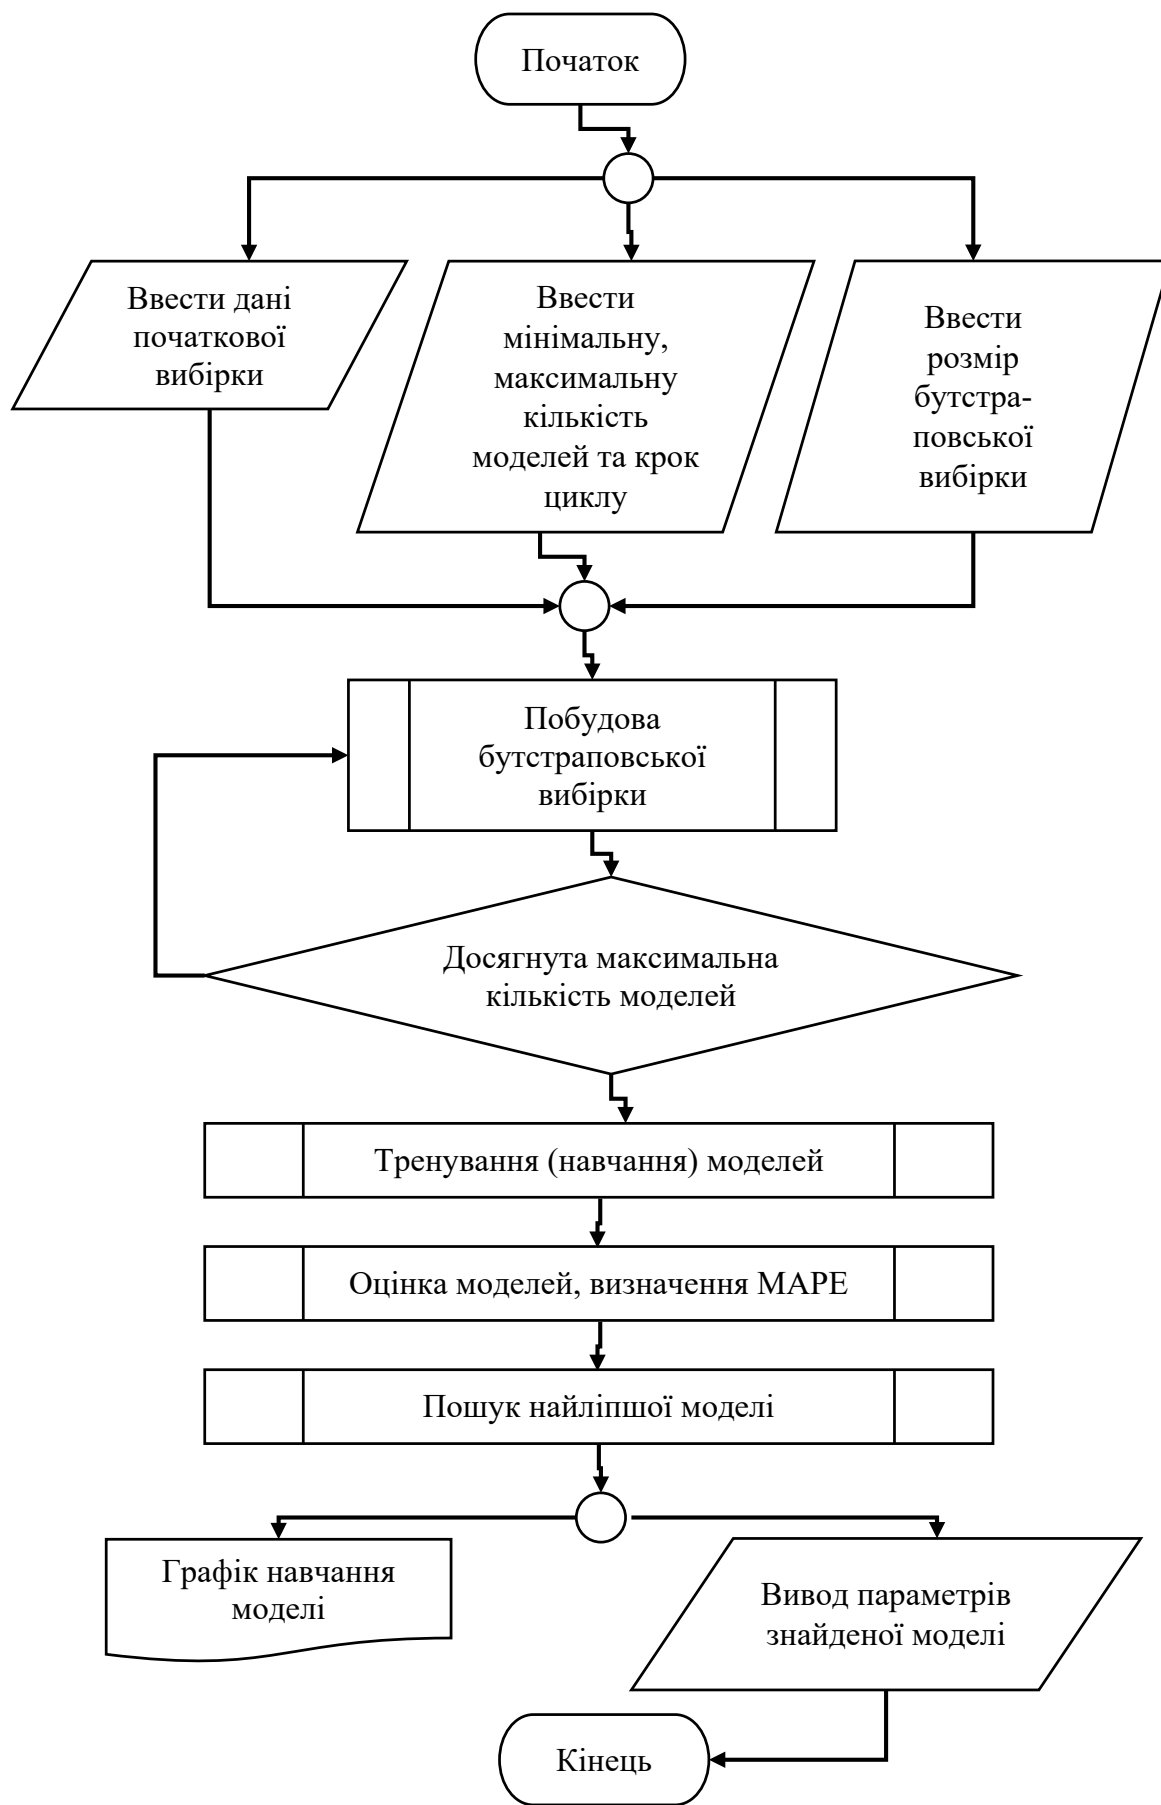 Початок
Ввести дані
початкової
вибірки
Ввести
мінімальну,
максимальну
кількість
моделей та крок
циклу
Ввести
розмір
бутстра-
повської
вибірки
Побудова
бутстраповської
вибірки
Досягнута максимальна
кількість моделей
Тренування (навчання) моделей
Оцінка моделей, визначення MAPE
Пошук найліпшої моделі
Графік навчання
моделі
Вивод параметрів
знайденої моделі
Кінець